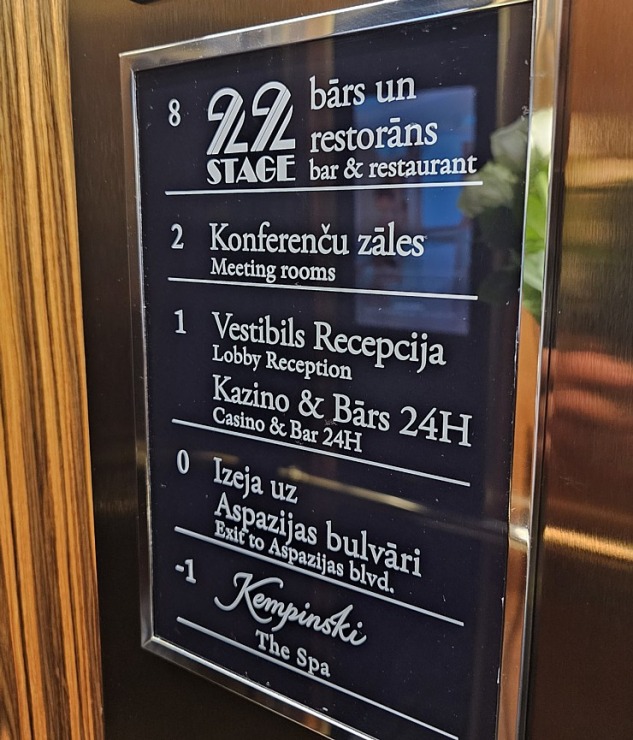 8
22
STAGE
bārs un
restorāns
bar & restaurant
2
Konferenču zāles
Meeting rooms
1
Vestibils Recepcija
Lobby Reception
Kazino & Bārs 24H
Casino & Bar 24H
0
Izeja uz
Aspazijas bulvāri
Exit to Aspazijas blvd.
-1
Kempinski
The Spa